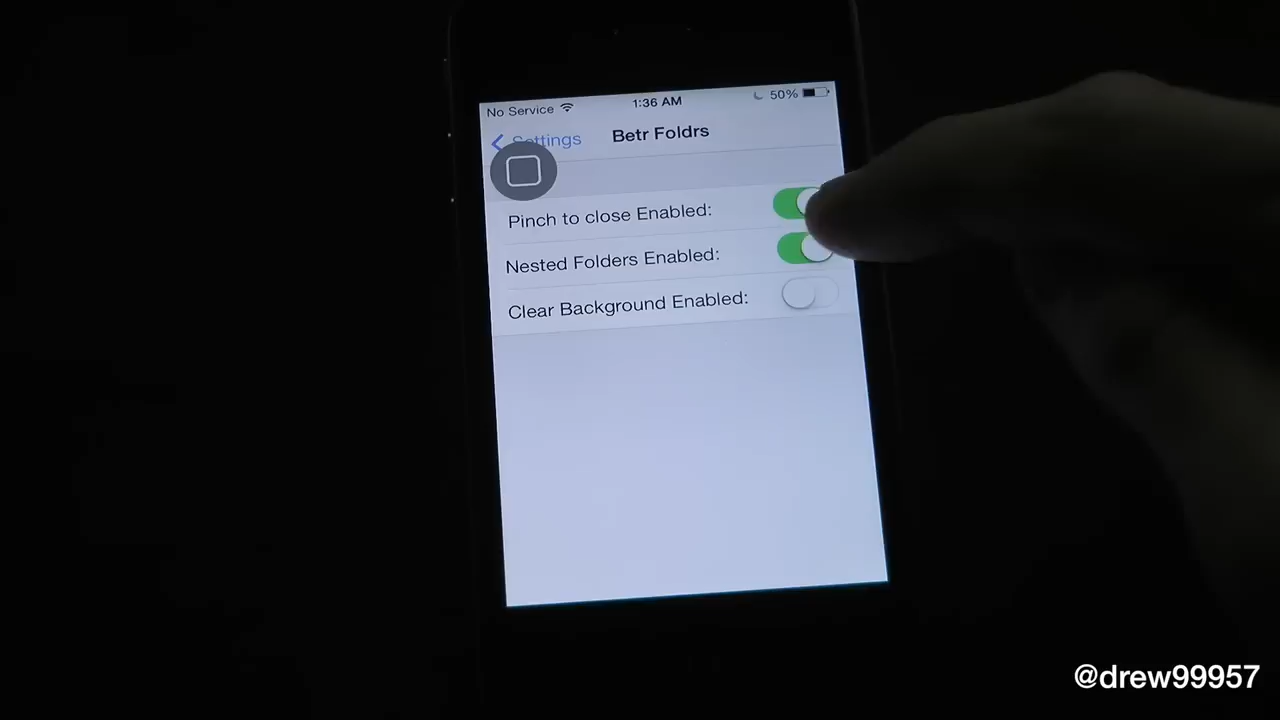 No Service 1:36 AM 50%
Settings Betr Foldrs
Pinch to close Enabled:
Nested Folders Enabled:
Clear Background Enabled:
@drew99957